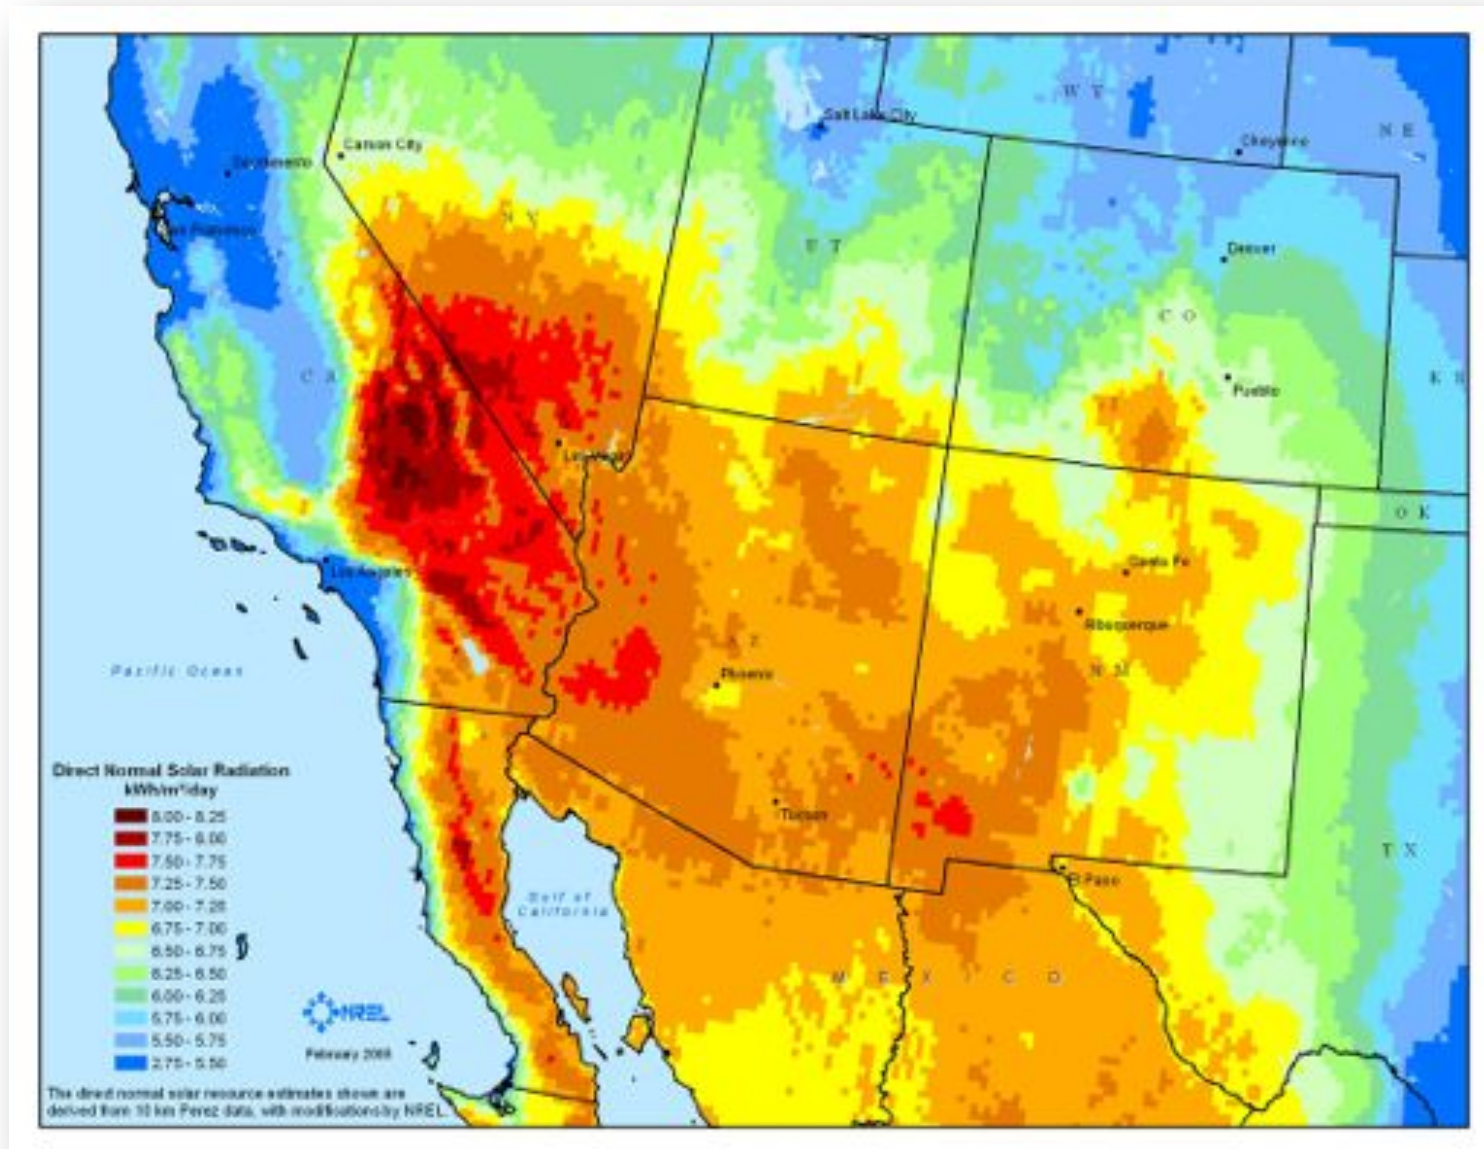 WY
Salt Lake City
NE
Cheyenne
Carson City
Sacramento
San Francisco
NV
UT
Denver
CO
CA
KS
Pueblo
Las Vegas
OK
Santa Fe
Los Angeles
Albuquerque
AZ
NM
Pacific Ocean
Phoenix
Direct Normal Solar Radiation
kWh/m²/day
8.00 - 8.25
7.75 - 8.00
7.50 - 7.75
7.25 - 7.50
7.00 - 7.25
6.75 - 7.00
6.50 - 6.75
6.25 - 6.50
6.00 - 6.25
5.75 - 6.00
5.50 - 5.75
2.75 - 5.50
Tucson
TX
El Paso
Gulf of
California
MEXICO
NREL
February 2005
The direct normal solar resource estimates shown are
derived from 10 km Perez data, with modifications by NREL.